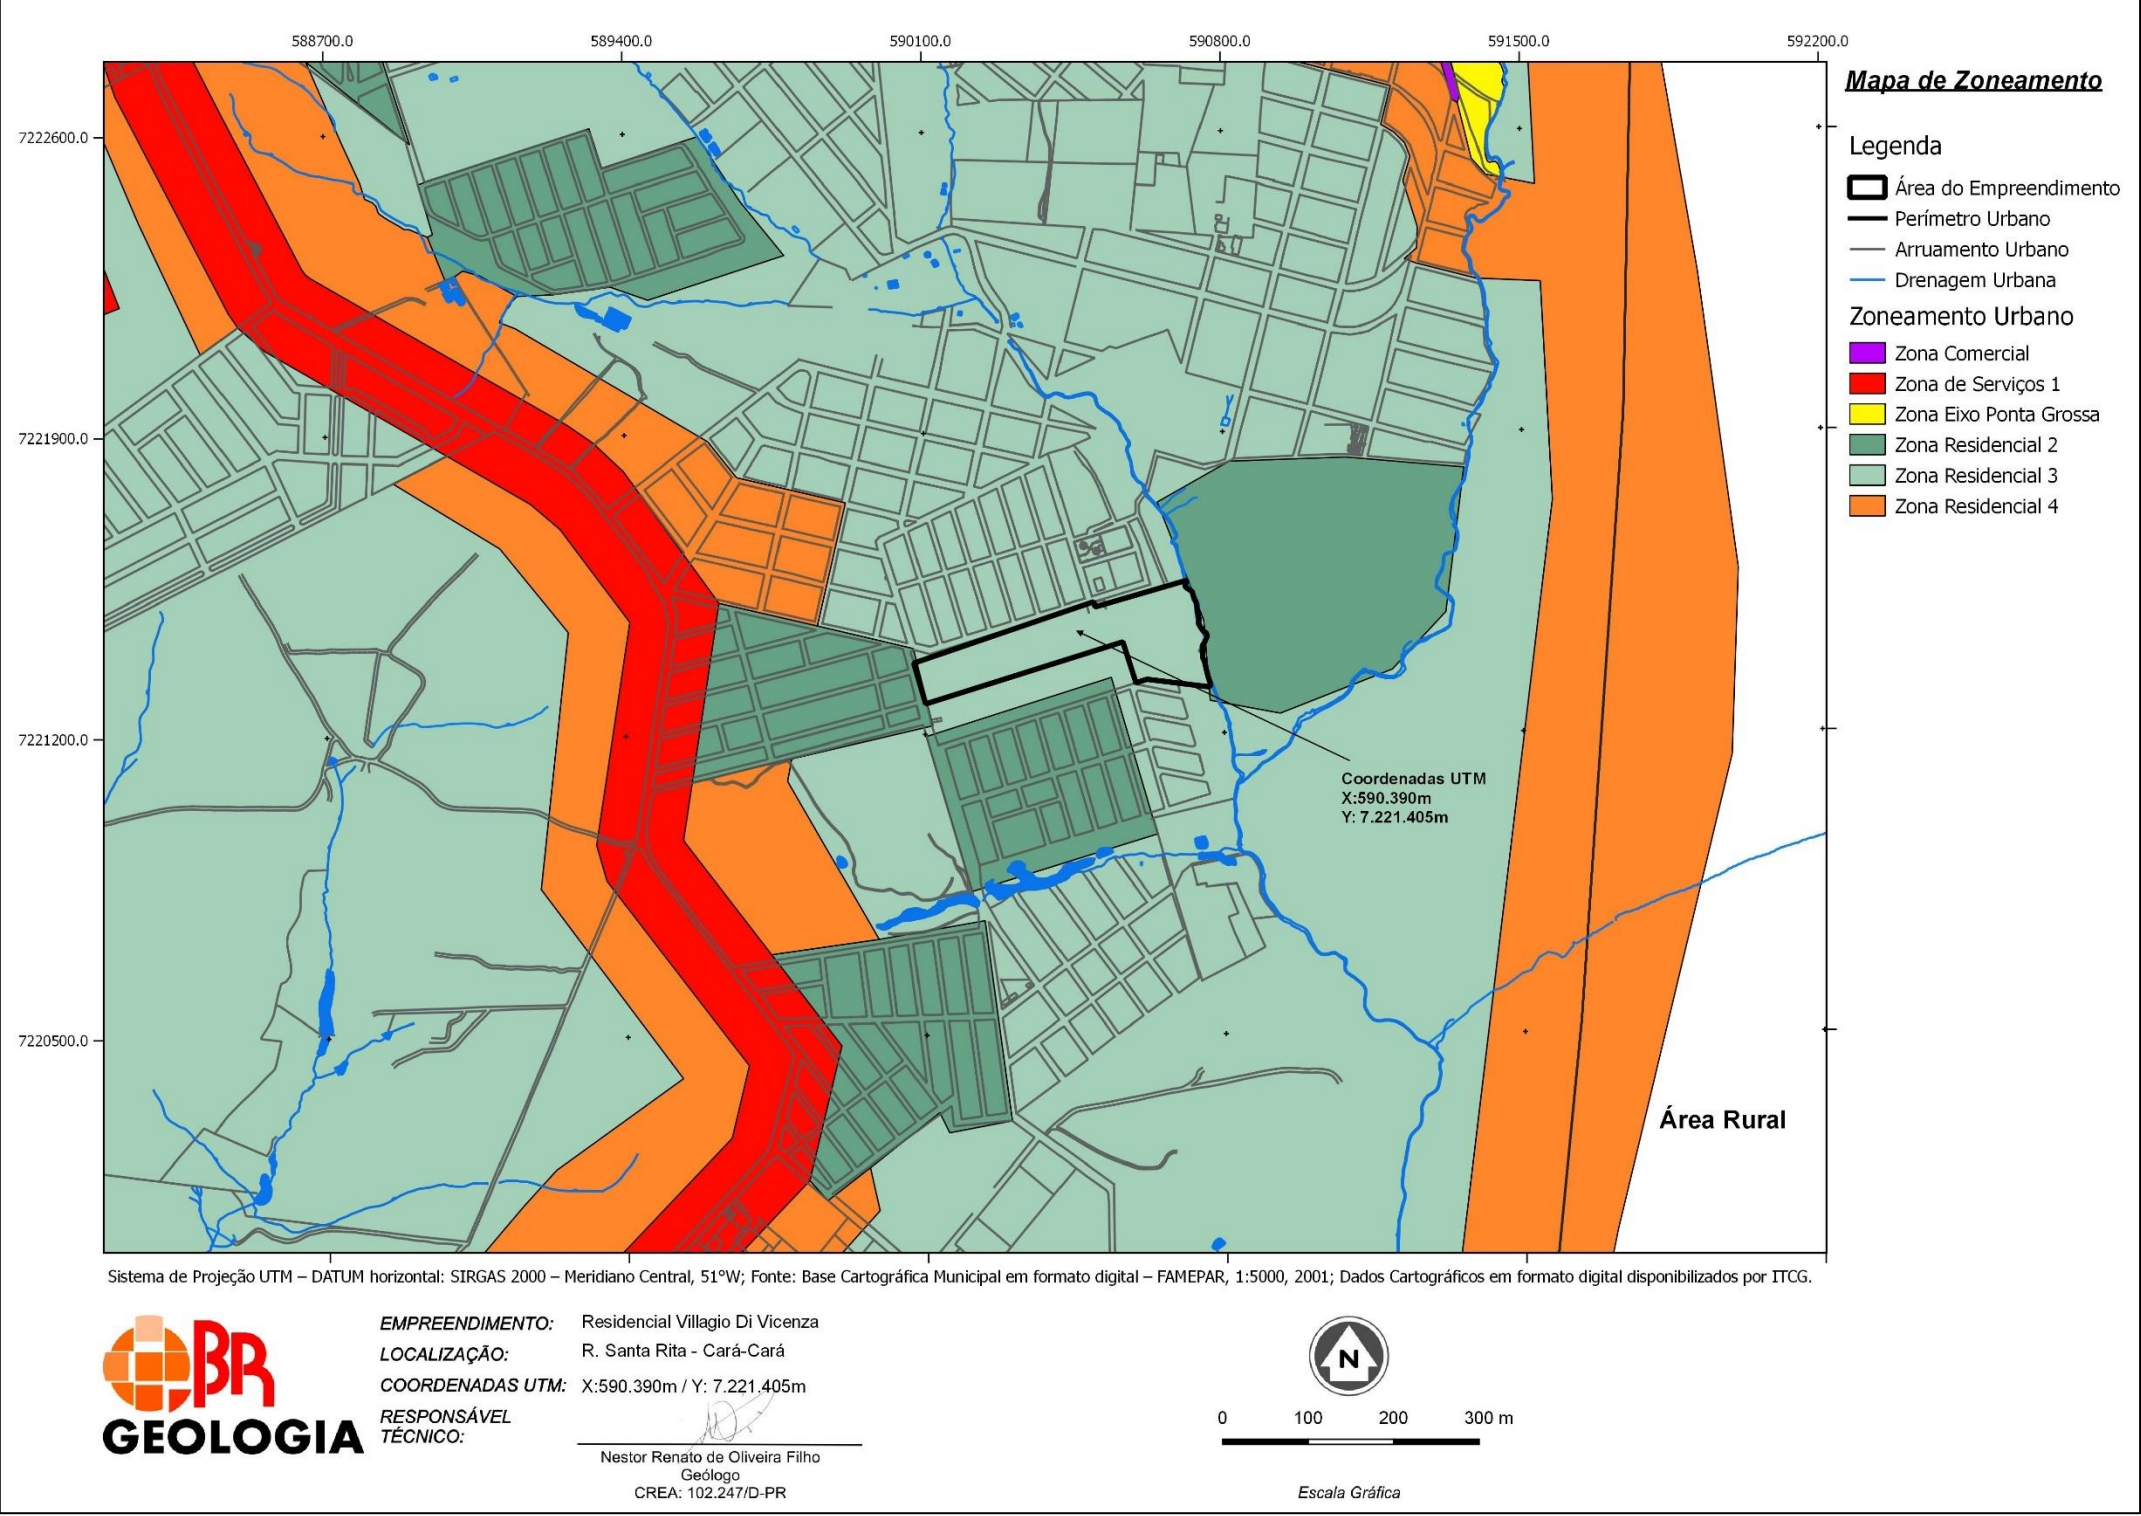 588700.0 589400.0 590100.0 590800.0 591500.0 592200.0
7222600.0
7221900.0
7221200.0
7220500.0
Mapa de Zoneamento
Legenda
Área do Empreendimento
Perímetro Urbano
Arruamento Urbano
Drenagem Urbana
Zoneamento Urbano
Zona Comercial
Zona de Serviços 1
Zona Eixo Ponta Grossa
Zona Residencial 2
Zona Residencial 3
Zona Residencial 4
Coordenadas UTM
X:590.390m
Y: 7.221.405m
Área Rural
Sistema de Projeção UTM – DATUM horizontal: SIRGAS 2000 – Meridiano Central, 51°W; Fonte: Base Cartográfica Municipal em formato digital – FAMEPAR, 1:5000, 2001; Dados Cartográficos em formato digital disponibilizados por ITCG.
BR
GEOLOGIA
EMPREENDIMENTO: Residencial Villagio Di Vicenza
LOCALIZAÇÃO: R. Santa Rita - Cará-Cará
COORDENADAS UTM: X:590.390m / Y: 7.221.405m
RESPONSÁVEL
TÉCNICO:
Nestor Renato de Oliveira Filho
Geólogo
CREA: 102.247/D-PR
N
0 100 200 300 m
Escala Gráfica